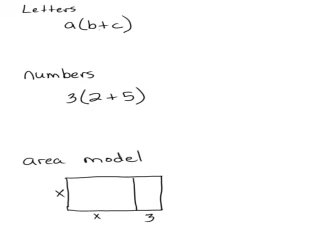 Letters
a(b+c)
numbers
3(2+5)
area model
x
x 3